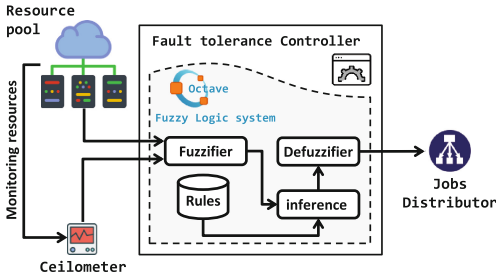 Resource
pool
Monitoring resources
Ceilometer
Fault tolerance Controller
Octave
Fuzzy Logic system
Fuzzifier
Defuzzifier
Rules
inference
Jobs
Distributor